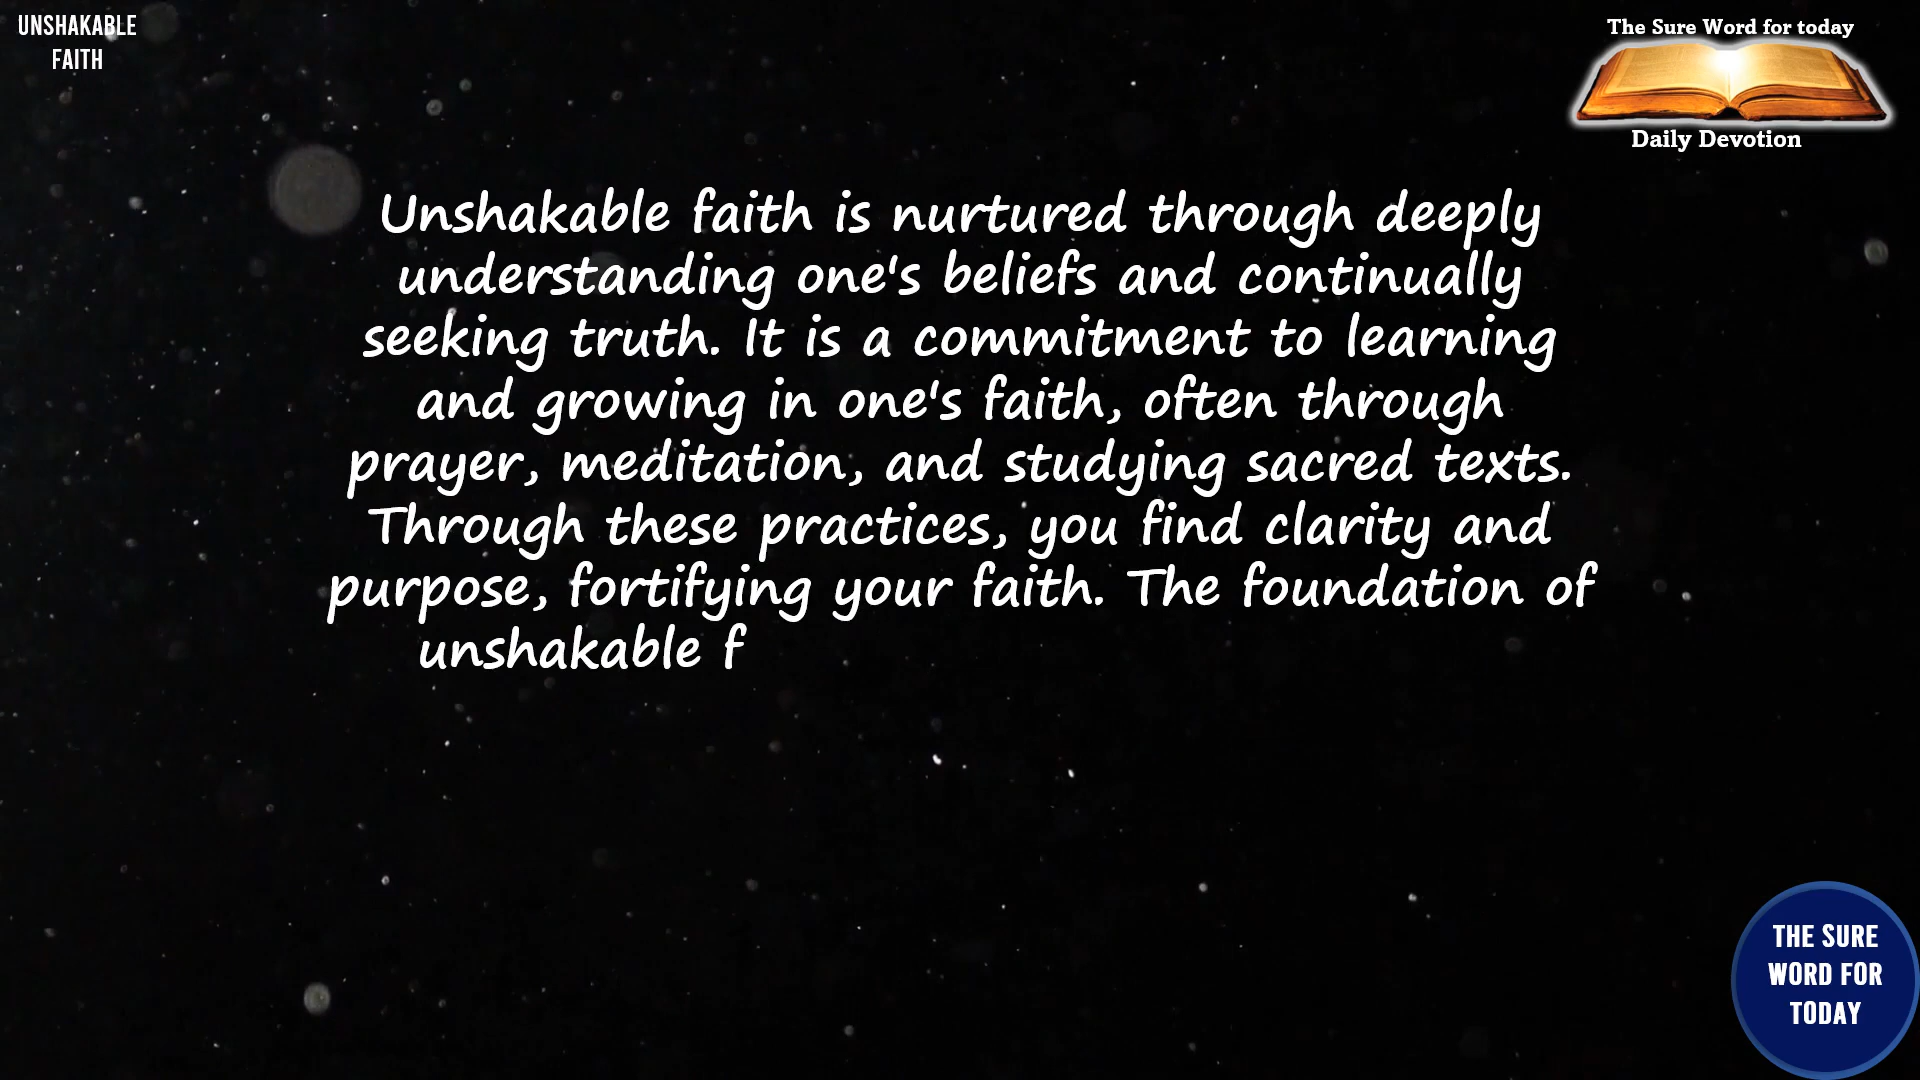 UNSHAKABLE
FAITH
The Sure Word for today
Daily Devotion
Unshakable faith is nurtured through deeply
understanding one's beliefs and continually
seeking truth. It is a commitment to learning
and growing in one's faith, often through
prayer, meditation, and studying sacred texts.
Through these practices, you find clarity and
purpose, fortifying your faith. The foundation of
unshakable f
THE SURE
WORD FOR
TODAY